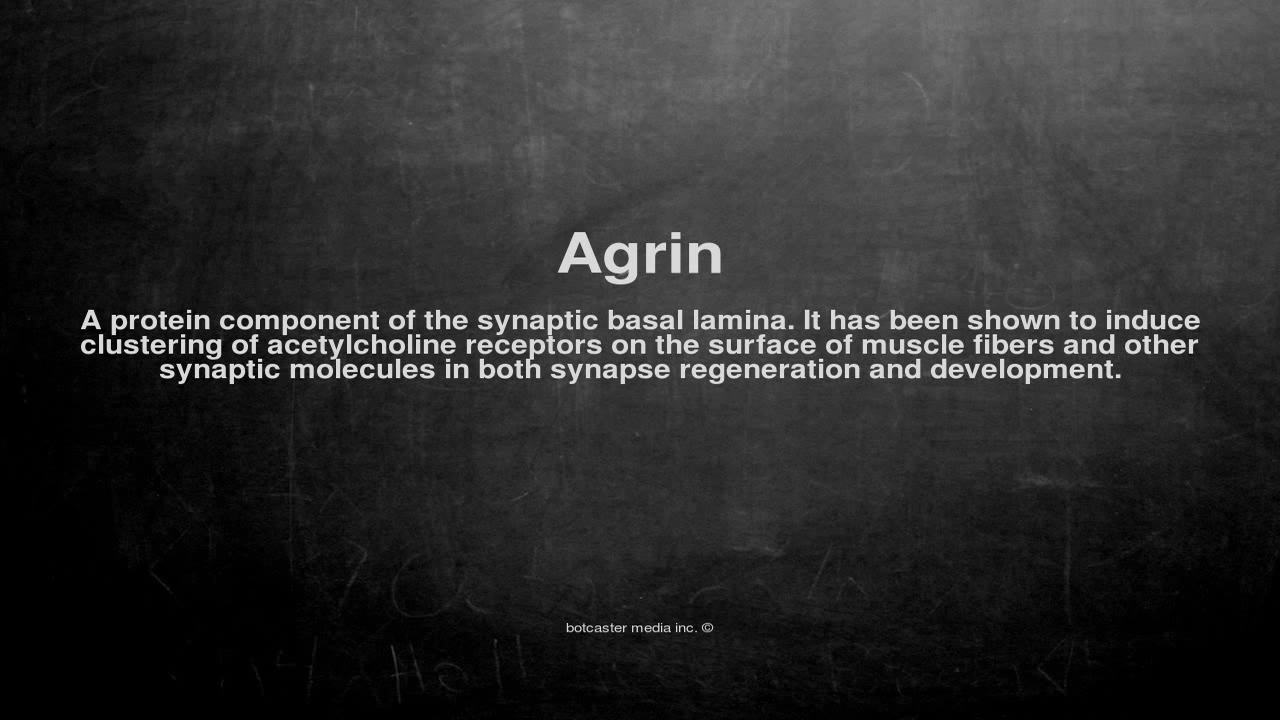 Agrin
A protein component of the synaptic basal lamina. It has been shown to induce
clustering of acetylcholine receptors on the surface of muscle fibers and other
synaptic molecules in both synapse regeneration and development.
botcaster media inc. ©